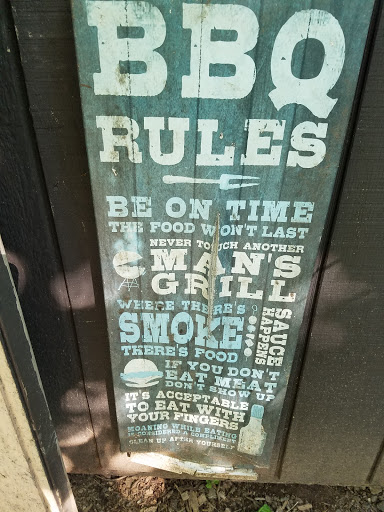 BBQ
RULES
BE ON TIME
THE FOOD WON'T LAST
NEVER TOUCH ANOTHER
MAN'S
GRILL
WHERE THERE'S
SMOKE
THERE'S FOOD
SAUCE
HAPPENS
IF YOU DON'T
EAT MEAT
DON'T SHOW UP
IT'S ACCEPTABLE
TO EAT WITH
YOUR FINGERS
MOANING WHILE EATING
IS CONSIDERED A COMPLIMENT
CLEAN UP AFTER YOURSELF